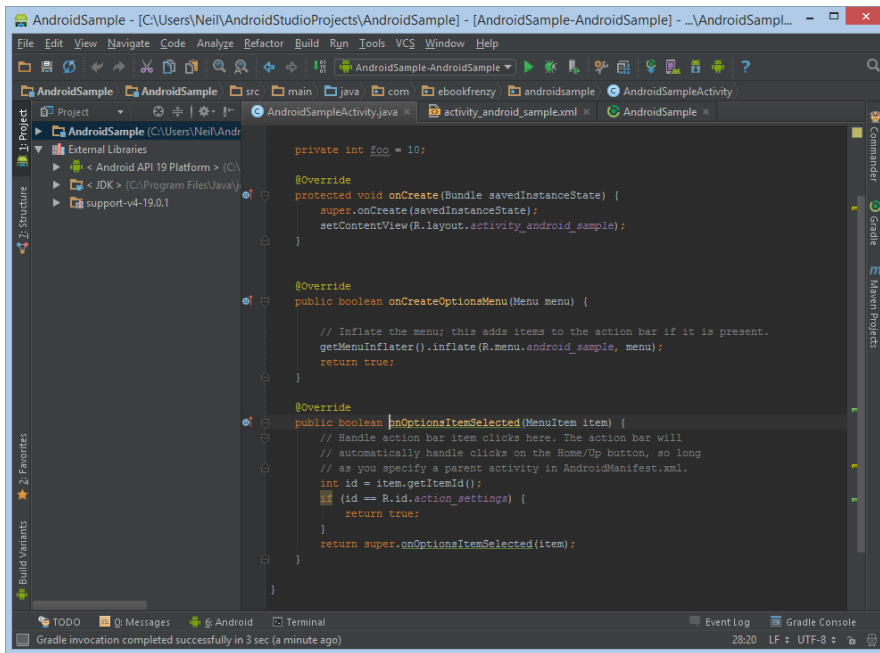 AndroidSample - [C:\Users\Neil\AndroidStudioProjects\AndroidSample] - [AndroidSample-AndroidSample] - ...\AndroidSampl...
File Edit View Navigate Code Analyze Refactor Build Run Tools VCS Window Help
AndroidSample-AndroidSample
AndroidSample AndroidSample src main java com ebookfrenzy androidsample AndroidSampleActivity
Project AndroidSampleActivity.java activity_android_sample.xml AndroidSample
AndroidSample (C:\Users\Neil\Andr
External Libraries
< Android API 19 Platform > (C:\
< JDK > (C:\Program Files\Java\j
support-v4-19.0.1
1: Project
7: Structure
2: Favorites
Build Variants
private int foo = 10;
@Override
protected void onCreate(Bundle savedInstanceState) {
super.onCreate(savedInstanceState);
setContentView(R.layout.activity_android_sample);
}
@Override
public boolean onCreateOptionsMenu(Menu menu) {
// Inflate the menu; this adds items to the action bar if it is present.
getMenuInflater().inflate(R.menu.android_sample, menu);
return true;
}
@Override
public boolean onOptionsItemSelected(MenuItem item) {
// Handle action bar item clicks here. The action bar will
// automatically handle clicks on the Home/Up button, so long
// as you specify a parent activity in AndroidManifest.xml.
int id = item.getItemId();
if (id == R.id.action_settings) {
return true;
}
return super.onOptionsItemSelected(item);
}
}
Commander
Gradle
m Maven Projects
TODO 0: Messages 6: Android Terminal Event Log Gradle Console
Gradle invocation completed successfully in 3 sec (a minute ago) 28:20 LF UTF-8